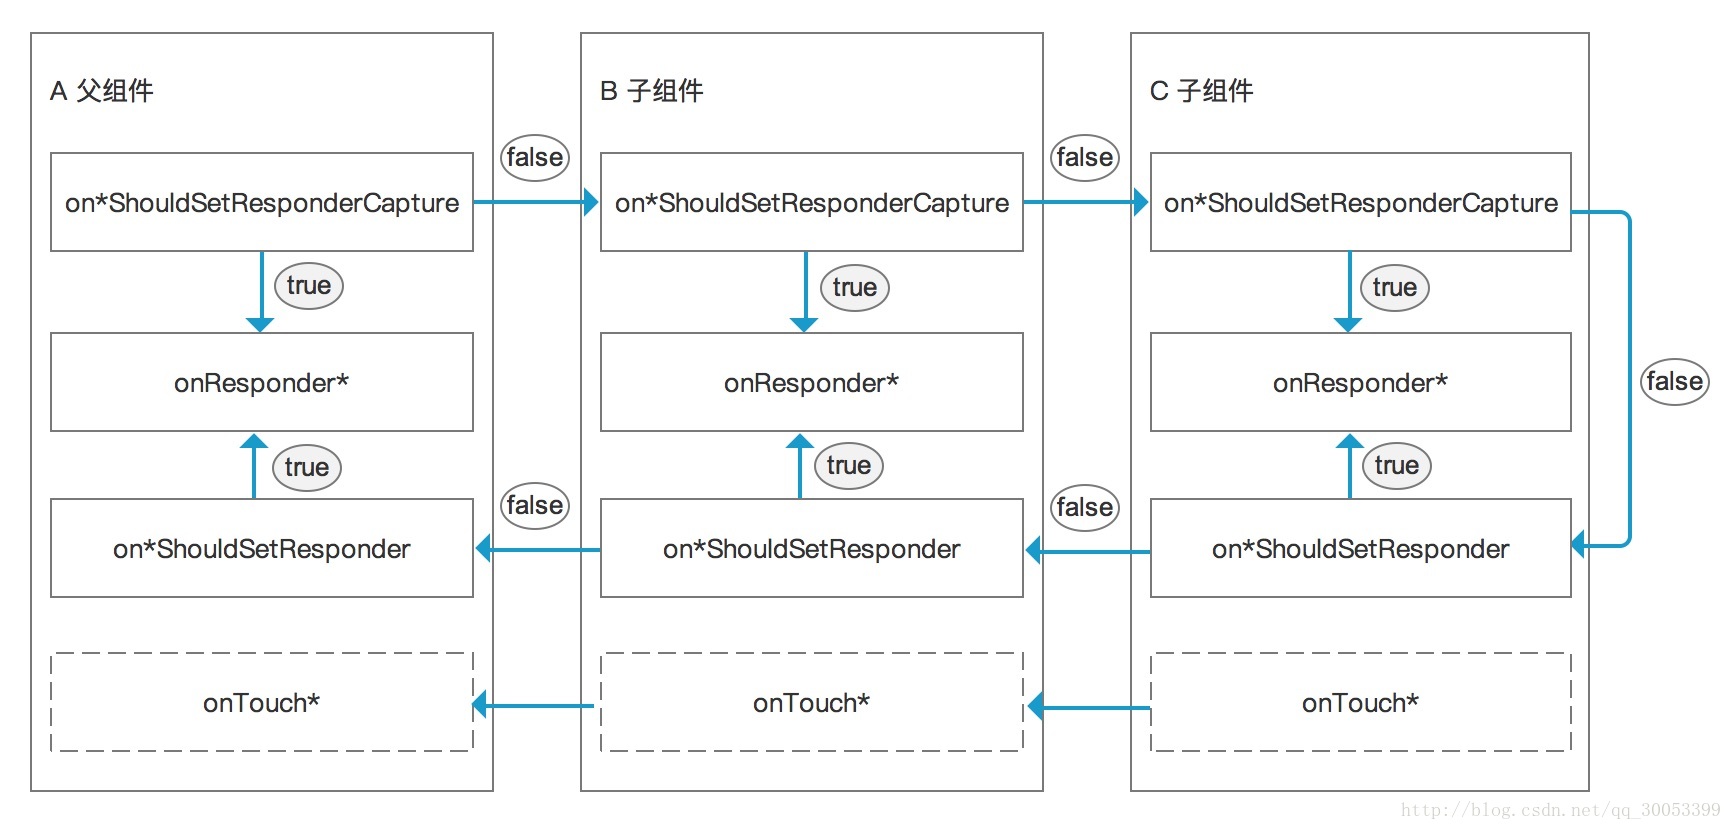 A 父组件
B 子组件
C 子组件
false
false
on*ShouldSetResponderCapture
on*ShouldSetResponderCapture
on*ShouldSetResponderCapture
true
true
true
onResponder*
onResponder*
onResponder*
false
true
true
true
false
false
on*ShouldSetResponder
on*ShouldSetResponder
on*ShouldSetResponder
onTouch*
onTouch*
onTouch*
http://blog.csdn.net/qq_30053399